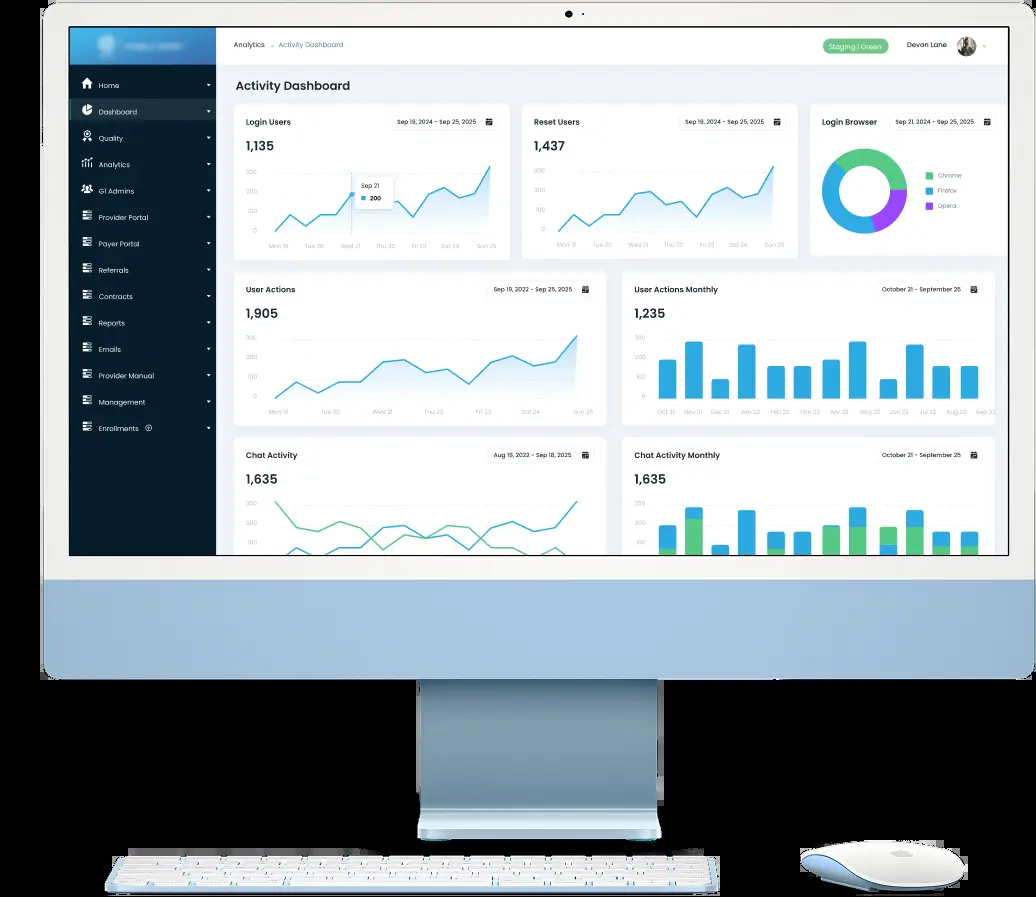 Analytics Activity Dashboard
Staging | Green
Devon Lane
Home
Dashboard
Quality
Analytics
G1 Admins
Provider Portal
Payer Portal
Referrals
Contracts
Reports
Emails
Provider Manual
Management
Enrollments
Activity Dashboard
Login Users
Sep 19, 2024 - Sep 25, 2025
1,135
300
200
100
0
Sep 21
200
Mon 19 Tue 20 Wed 21 Thu 22 Fri 23 Sat 24 Sun 25
Reset Users
Sep 19, 2024 - Sep 25, 2025
1,437
300
200
100
0
Mon 19 Tue 20 Wed 21 Thu 22 Fri 23 Sat 24 Sun 25
Login Browser
Sep 21, 2024 - Sep 25, 2025
Chrome
Firefox
Opera
User Actions
Sep 19, 2022 - Sep 25, 2025
1,905
300
200
100
0
Mon 19 Tue 20 Wed 21 Thu 22 Fri 23 Sat 24 Sun 25
User Actions Monthly
October 21 - September 25
1,235
300
200
100
0
Oct 21 Nov 21 Dec 21 Jan 22 Feb 22 Mar 22 Apr 22 May 22 Jun 22 Jul 22 Aug 22 Sep 22
Chat Activity
Aug 19, 2022 - Sep 18, 2025
1,635
300
200
100
Chat Activity Monthly
October 21 - September 25
1,635
300
200
100